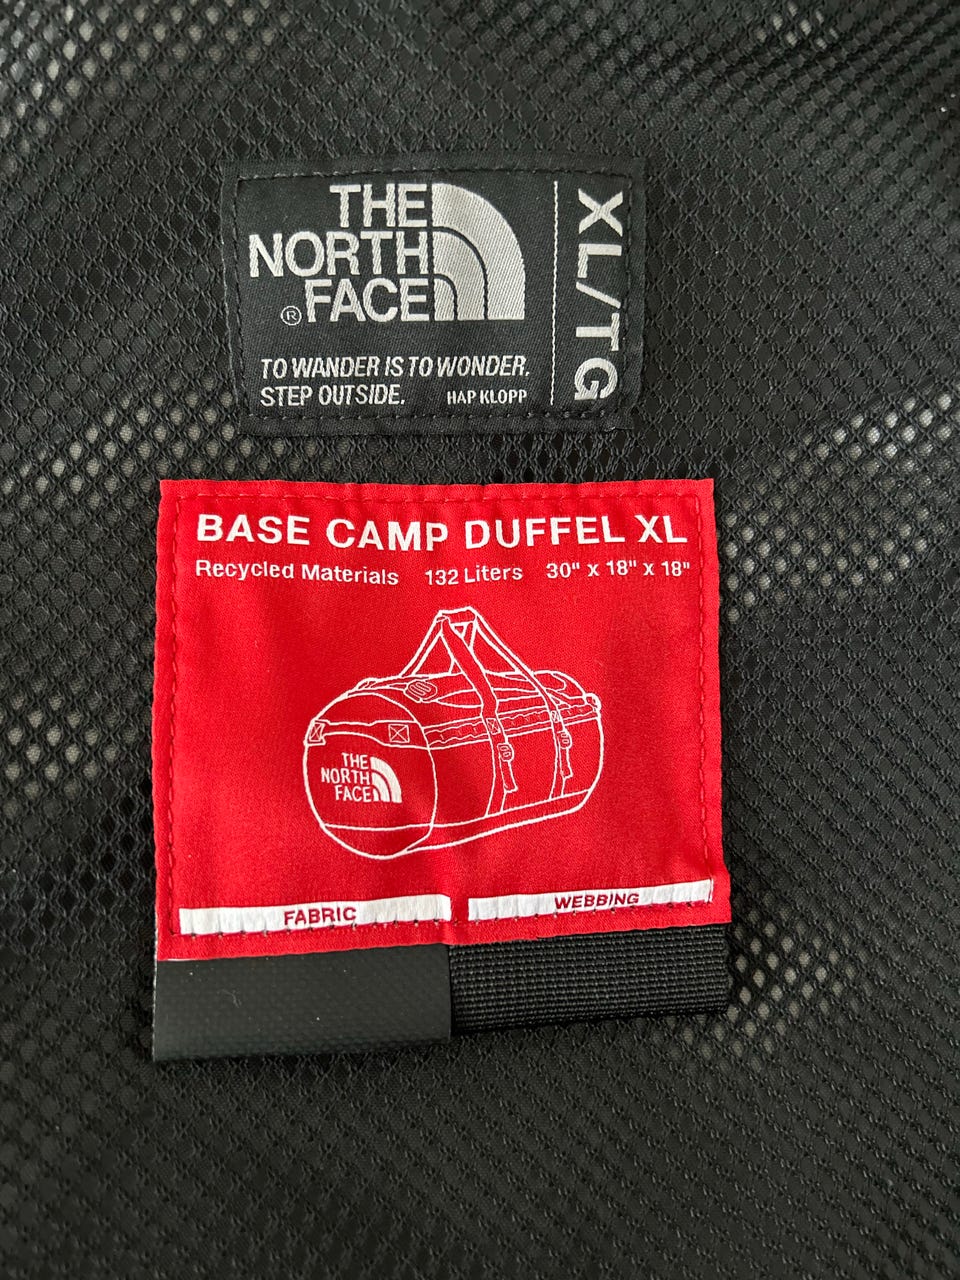 THE
NORTH
® FACE
XL/TG
TO WANDER IS TO WONDER.
STEP OUTSIDE. HAP KLOPP
BASE CAMP DUFFEL XL
Recycled Materials 132 Liters 30" x 18" x 18"
THE
NORTH
FACE
FABRIC WEBBING